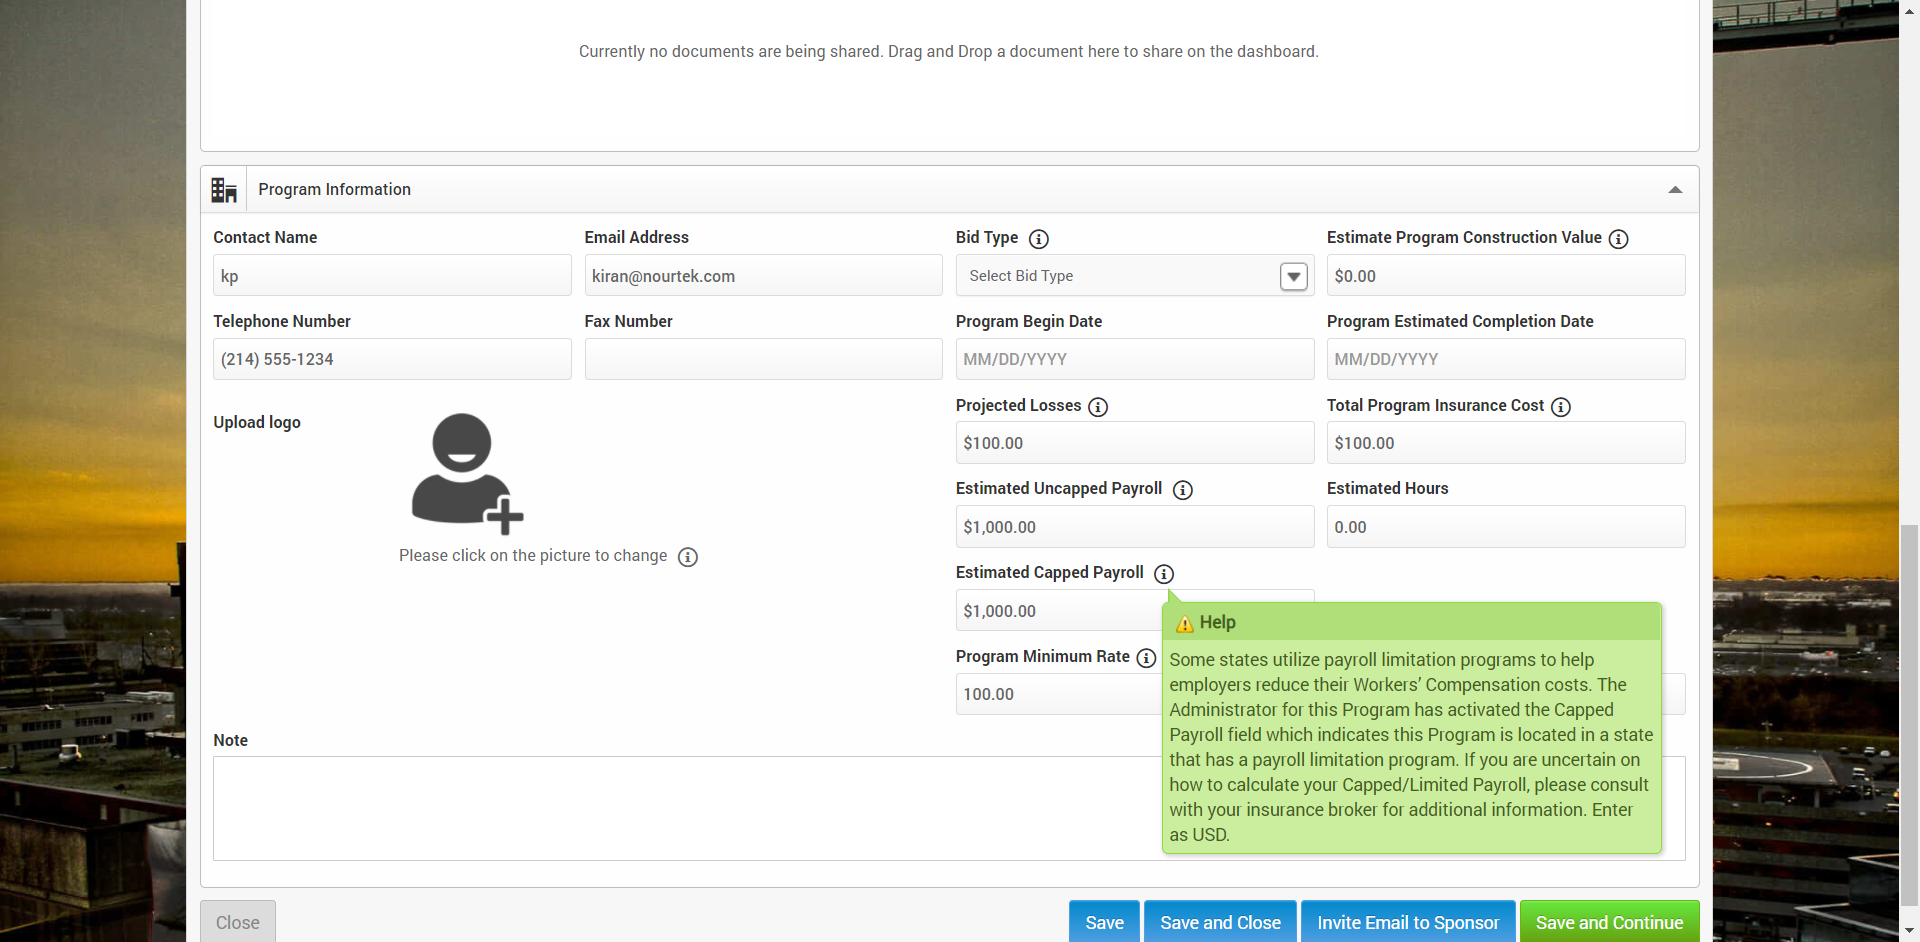 Currently no documents are being shared. Drag and Drop a document here to share on the dashboard.
Program Information
Contact Name
kp
Email Address
kiran@nourtek.com
Bid Type
Select Bid Type
Estimate Program Construction Value
$0.00
Telephone Number
(214) 555-1234
Fax Number
Program Begin Date
MM/DD/YYYY
Program Estimated Completion Date
MM/DD/YYYY
Upload logo
Please click on the picture to change
Projected Losses
$100.00
Total Program Insurance Cost
$100.00
Estimated Uncapped Payroll
$1,000.00
Estimated Hours
0.00
Estimated Capped Payroll
$1,000.00
Help
Some states utilize payroll limitation programs to help
employers reduce their Workers’ Compensation costs. The
Administrator for this Program has activated the Capped
Payroll field which indicates this Program is located in a state
that has a payroll limitation program. If you are uncertain on
how to calculate your Capped/Limited Payroll, please consult
with your insurance broker for additional information. Enter
as USD.
Program Minimum Rate
100.00
Note
Close
Save
Save and Close
Invite Email to Sponsor
Save and Continue